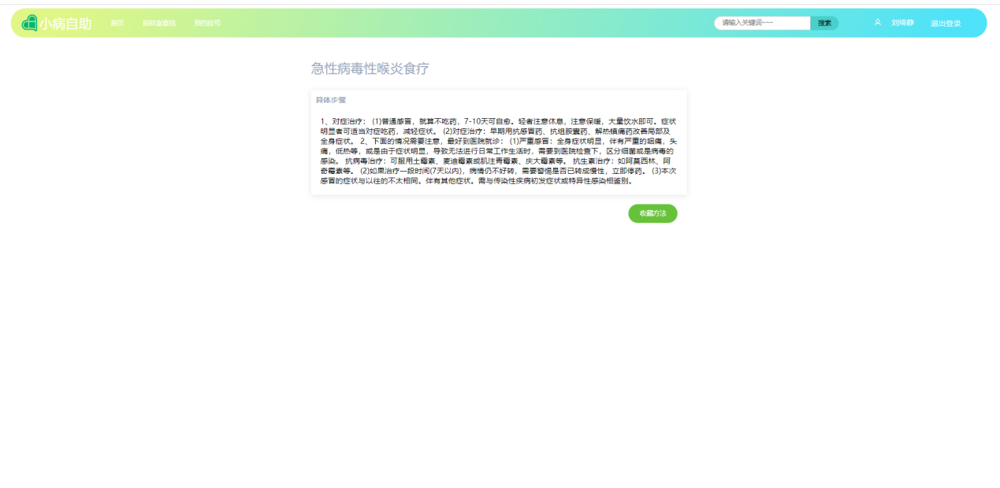 小病自助 首页 按科室查找 预约挂号 请输入关键词~~~ 搜索 刘绮静 退出登录
急性病毒性喉炎食疗
具体步骤
1、对症治疗： (1)普通感冒，就算不吃药，7-10天可自愈。轻者注意休息，注意保暖，大量饮水即可。症状
明显者可适当对症吃药，减轻症状。 (2)对症治疗：早期用抗感冒药、抗组胺囊药、解热镇痛药改善局部及
全身症状。 2、下面的情况需要注意，最好到医院就诊： (1)严重感冒：全身症状明显，伴有严重的咽痛，头
痛，低热等，或是由于症状明显，导致无法进行日常工作生活时，需要到医院检查下，区分细菌或是病毒的
感染。 抗病毒治疗：可服用土霉素、麦迪霉素或肌注青霉素、庆大霉素等。 抗生素治疗：如阿莫西林、阿
奇霉素等。 (2)如果治疗一段时间(7天以内)，病情仍不好转，需要警惕是否已转成慢性，立即停药。 (3)本次
感冒的症状与以往的不太相同。伴有其他症状。需与传染性疾病初发症状或特异性感染相鉴别。
收藏方法